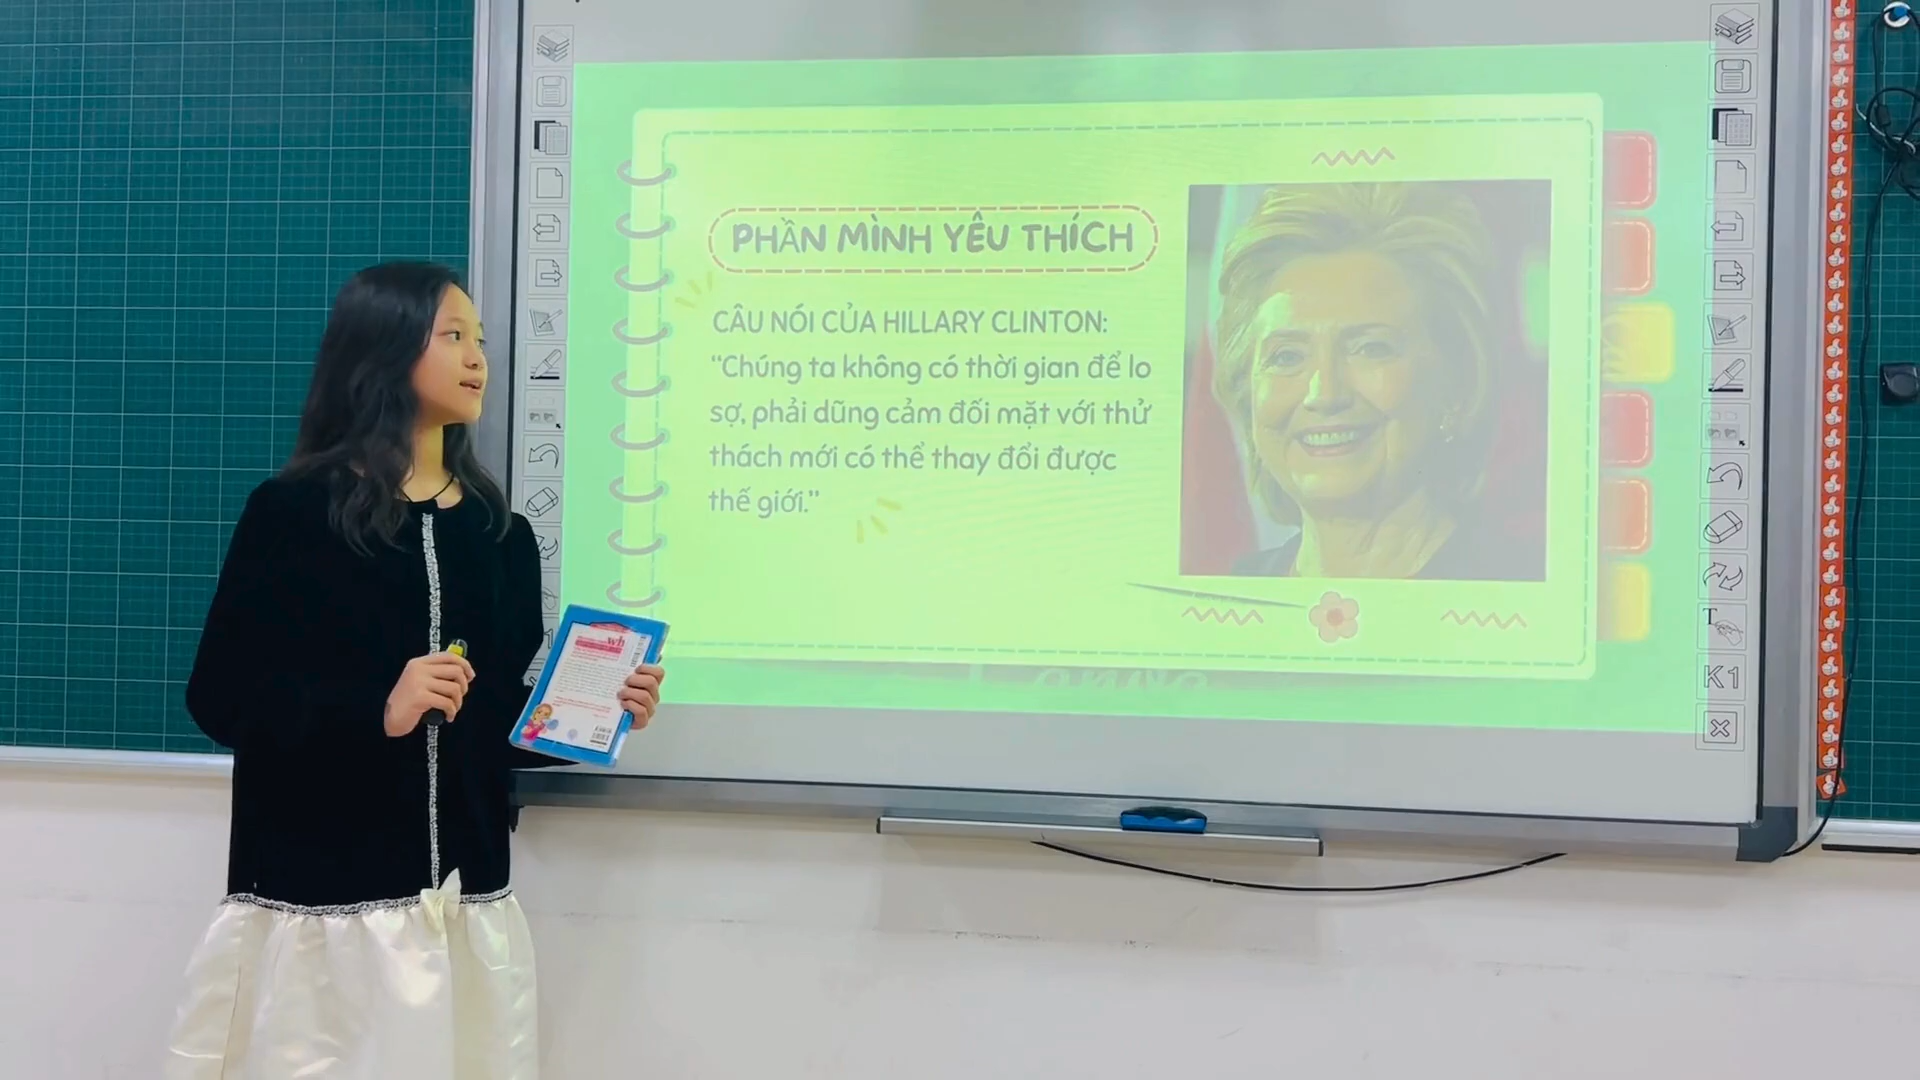 PHẦN MÌNH YÊU THÍCH
CÂU NÓI CỦA HILLARY CLINTON:
“Chúng ta không có thời gian để lo
sợ, phải dũng cảm đối mặt với thử
thách mới có thể thay đổi được
thế giới.”
wh
T
K1